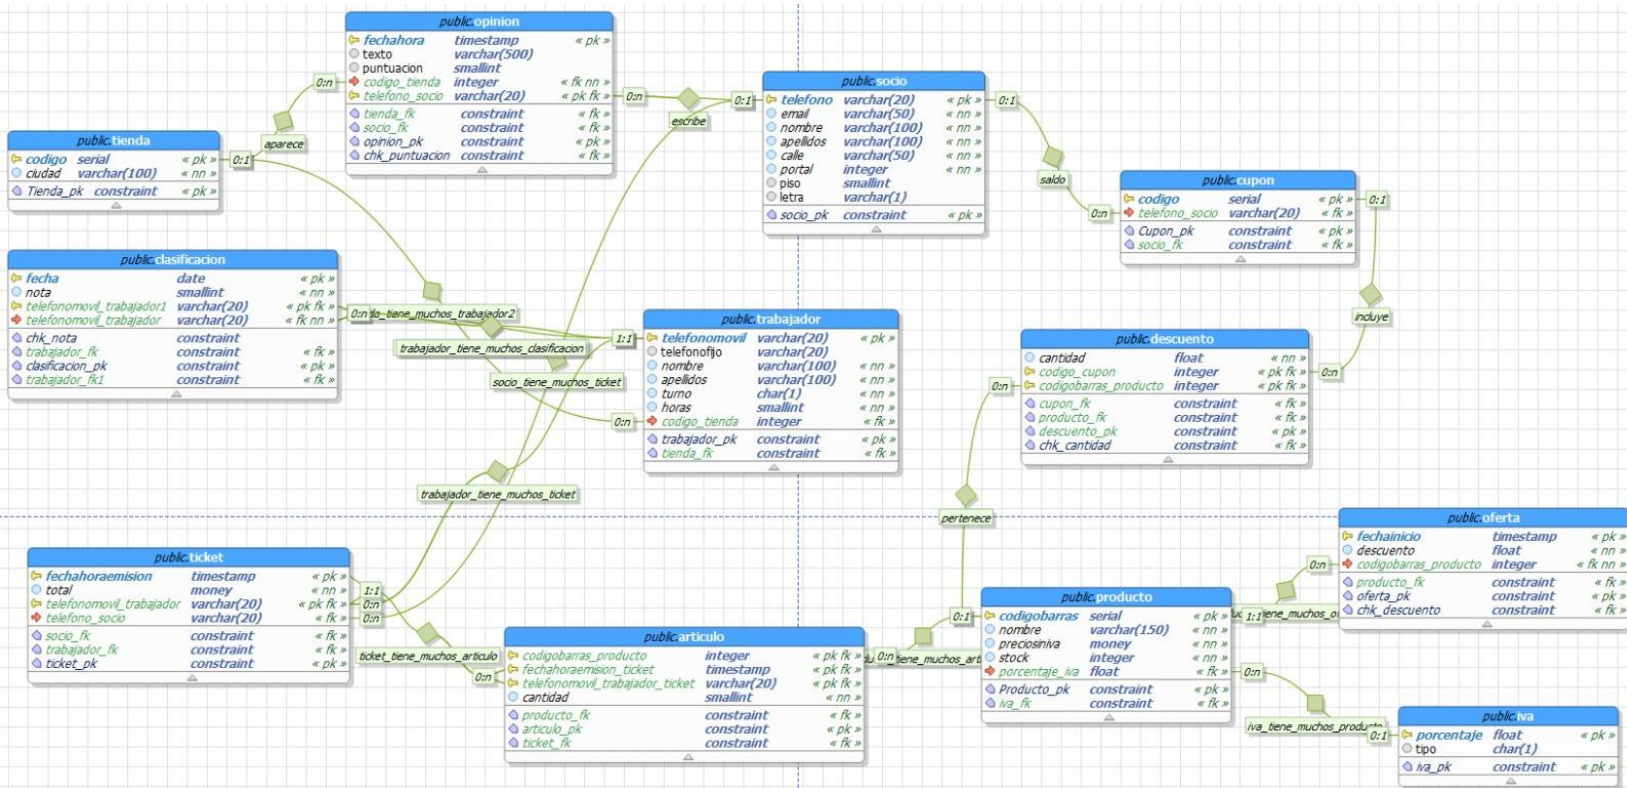 public.opinion
fechahora timestamp « pk »
texto varchar(500)
puntuacion smallint
codigo_tienda integer « fk nn »
telefono_socio varchar(20) « pk fk »
tienda_fk constraint « fk »
socio_fk constraint « fk »
opinion_pk constraint « pk »
chk_puntuacion constraint « fk »
0:n
0:n
escribe
0:1
aparece
public.tienda
codigo serial « pk »
ciudad varchar(100) « nn »
Tienda_pk constraint « pk »
0:1
public.socio
telefono varchar(20) « pk »
email varchar(50) « nn »
nombre varchar(100) « nn »
apellidos varchar(100) « nn »
calle varchar(50) « nn »
portal integer « nn »
piso smallint
letra varchar(1)
socio_pk constraint « pk »
0:1
saldo
0:n
public.cupon
codigo serial « pk »
telefono_socio varchar(20) « fk »
Cupon_pk constraint « pk »
socio_fk constraint « fk »
0:1
incluye
0:n
public.clasificacion
fecha date « pk »
nota smallint « nn »
telefonomovil_trabajador1 varchar(20) « pk fk »
telefonomovil_trabajador varchar(20) « fk nn »
chk_nota constraint
trabajador_fk constraint « fk »
clasificacion_pk constraint « pk »
trabajador_fk1 constraint « fk »
0:n
do_tiene_muchos_trabajador2
trabajador_tiene_muchos_clasificacion
socio_tiene_muchos_ticket
1:1
0:n
public.trabajador
telefonomovil varchar(20) « pk »
telefonofijo varchar(20)
nombre varchar(100) « nn »
apellidos varchar(100) « nn »
turno char(1) « nn »
horas smallint « nn »
codigo_tienda integer « fk »
trabajador_pk constraint « pk »
tienda_fk constraint « fk »
public.descuento
cantidad float « nn »
codigo_cupon integer « pk fk »
codigobarras_producto integer « pk fk »
cupon_fk constraint « fk »
producto_fk constraint « fk »
descuento_pk constraint « pk »
chk_cantidad constraint « fk »
0:n
pertenece
0:1
trabajador_tiene_muchos_ticket
public.ticket
fechahoraemision timestamp « pk »
total money « nn »
telefonomovil_trabajador varchar(20) « pk fk »
telefono_socio varchar(20) « fk »
socio_fk constraint « fk »
trabajador_fk constraint « fk »
ticket_pk constraint « pk »
1:1
0:n
0:n
ticket_tiene_muchos_articulo
0:n
public.articulo
codigobarras_producto integer « pk fk »
fechahoraemision_ticket timestamp « pk fk »
telefonomovil_trabajador_ticket varchar(20) « pk fk »
cantidad smallint « nn »
producto_fk constraint « fk »
articulo_pk constraint « pk »
ticket_fk constraint « fk »
0:n
public.producto
codigobarras serial « pk »
nombre varchar(150) « nn »
preciosiniva money « nn »
stock integer « nn »
porcentaje_iva float « fk »
Producto_pk constraint « pk »
iva_fk constraint « fk »
1:1
0:n
public.oferta
fechainicio timestamp « pk »
descuento float « nn »
codigobarras_producto integer « fk nn »
producto_fk constraint « fk »
oferta_pk constraint « pk »
chk_descuento constraint « fk »
0:n
iva_tiene_muchos_producto
0:1
public.iva
porcentaje float « pk »
tipo char(1)
iva_pk constraint « pk »